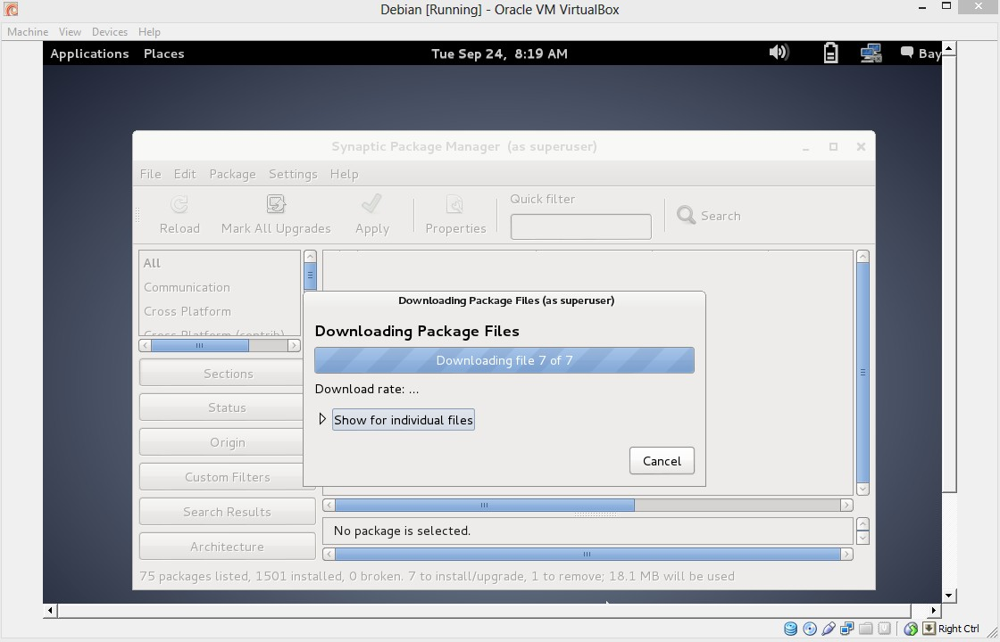 Debian [Running] - Oracle VM VirtualBox
Machine View Devices Help
Applications Places Tue Sep 24, 8:19 AM Bay
Synaptic Package Manager (as superuser)
File Edit Package Settings Help
Reload Mark All Upgrades Apply Properties Quick filter Search
All
Communication
Cross Platform
Cross Platform (contrib)
Downloading Package Files (as superuser)
Downloading Package Files
Downloading file 7 of 7
Download rate: ...
Show for individual files
Cancel
Sections
Status
Origin
Custom Filters
Search Results
Architecture
No package is selected.
75 packages listed, 1501 installed, 0 broken. 7 to install/upgrade, 1 to remove; 18.1 MB will be used
Right Ctrl